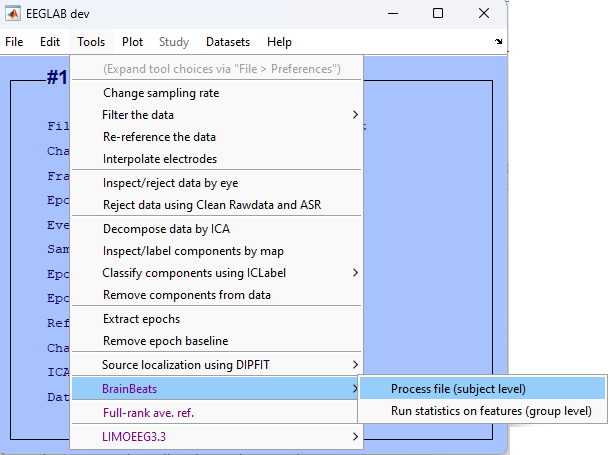 EEGLAB dev
File Edit Tools Plot Study Datasets Help
#1
(Expand tool choices via "File > Preferences")
Change sampling rate
Filter the data
Re-reference the data
Interpolate electrodes
Inspect/reject data by eye
Reject data using Clean Rawdata and ASR
Decompose data by ICA
Inspect/label components by map
Classify components using ICLabel
Remove components from data
Extract epochs
Remove epoch baseline
Source localization using DIPFIT
BrainBeats
Full-rank ave. ref.
LIMOEEG3.3
Process file (subject level)
Run statistics on features (group level)
Fil
Cha
Fra
Epo
Eve
Sam
Epo
Epo
Ref
Cha
ICA
Dat